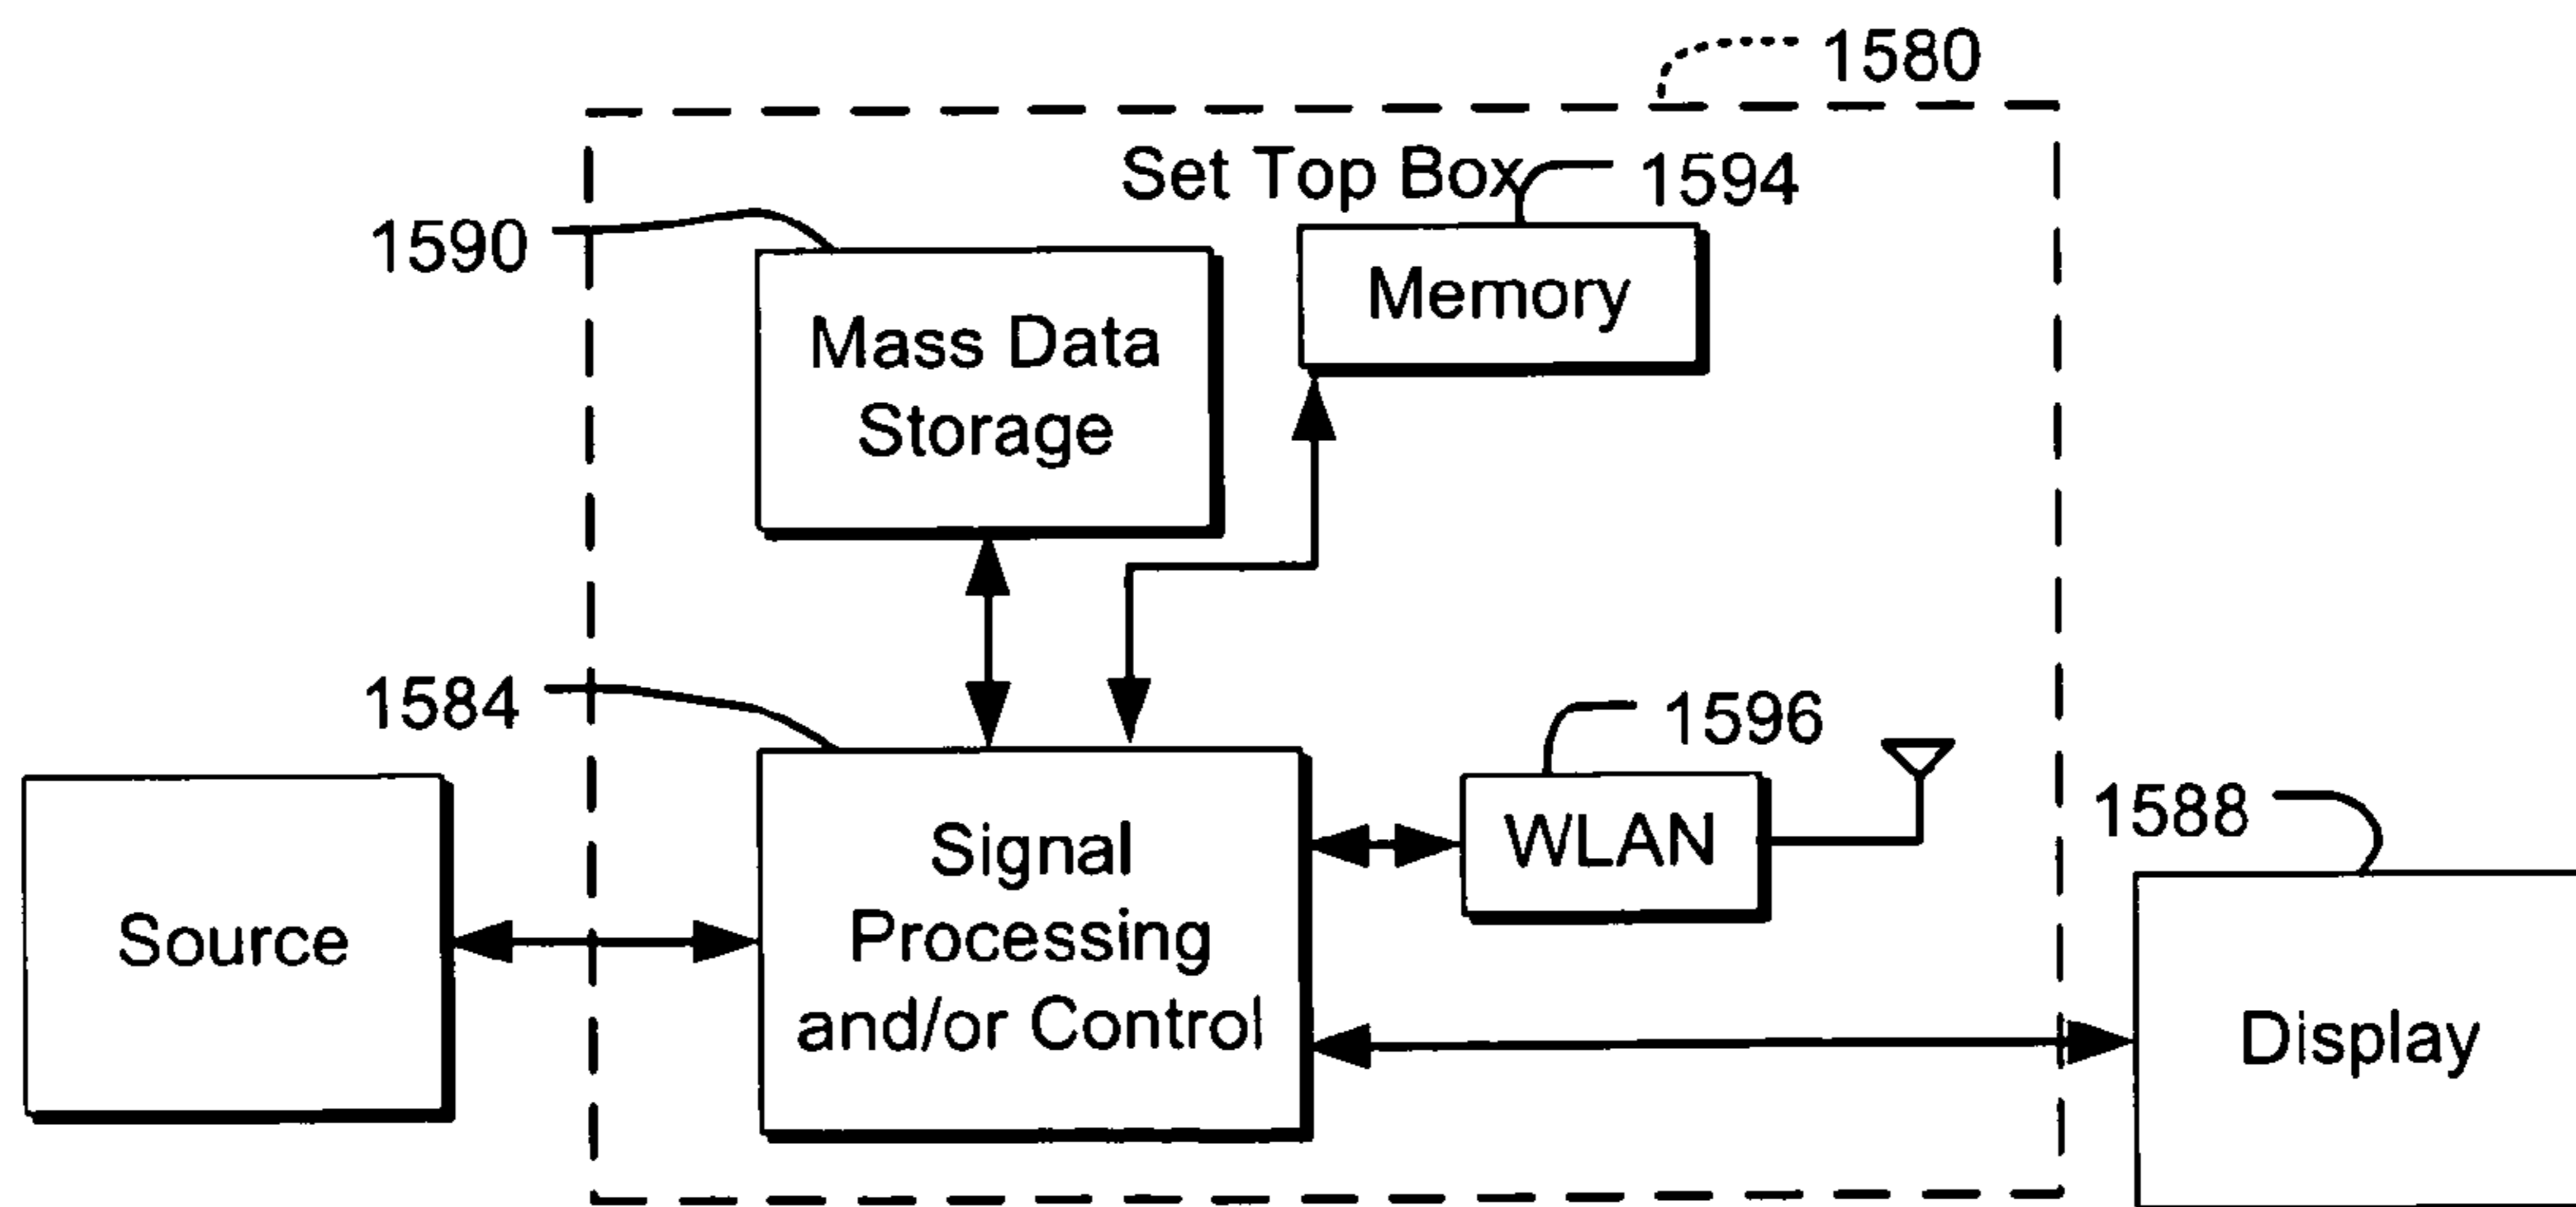 1580
Set Top Box
1594
1590
Memory
Mass Data
Storage
1584
1596
WLAN
1588
Source
Signal
Processing
and/or Control
Display